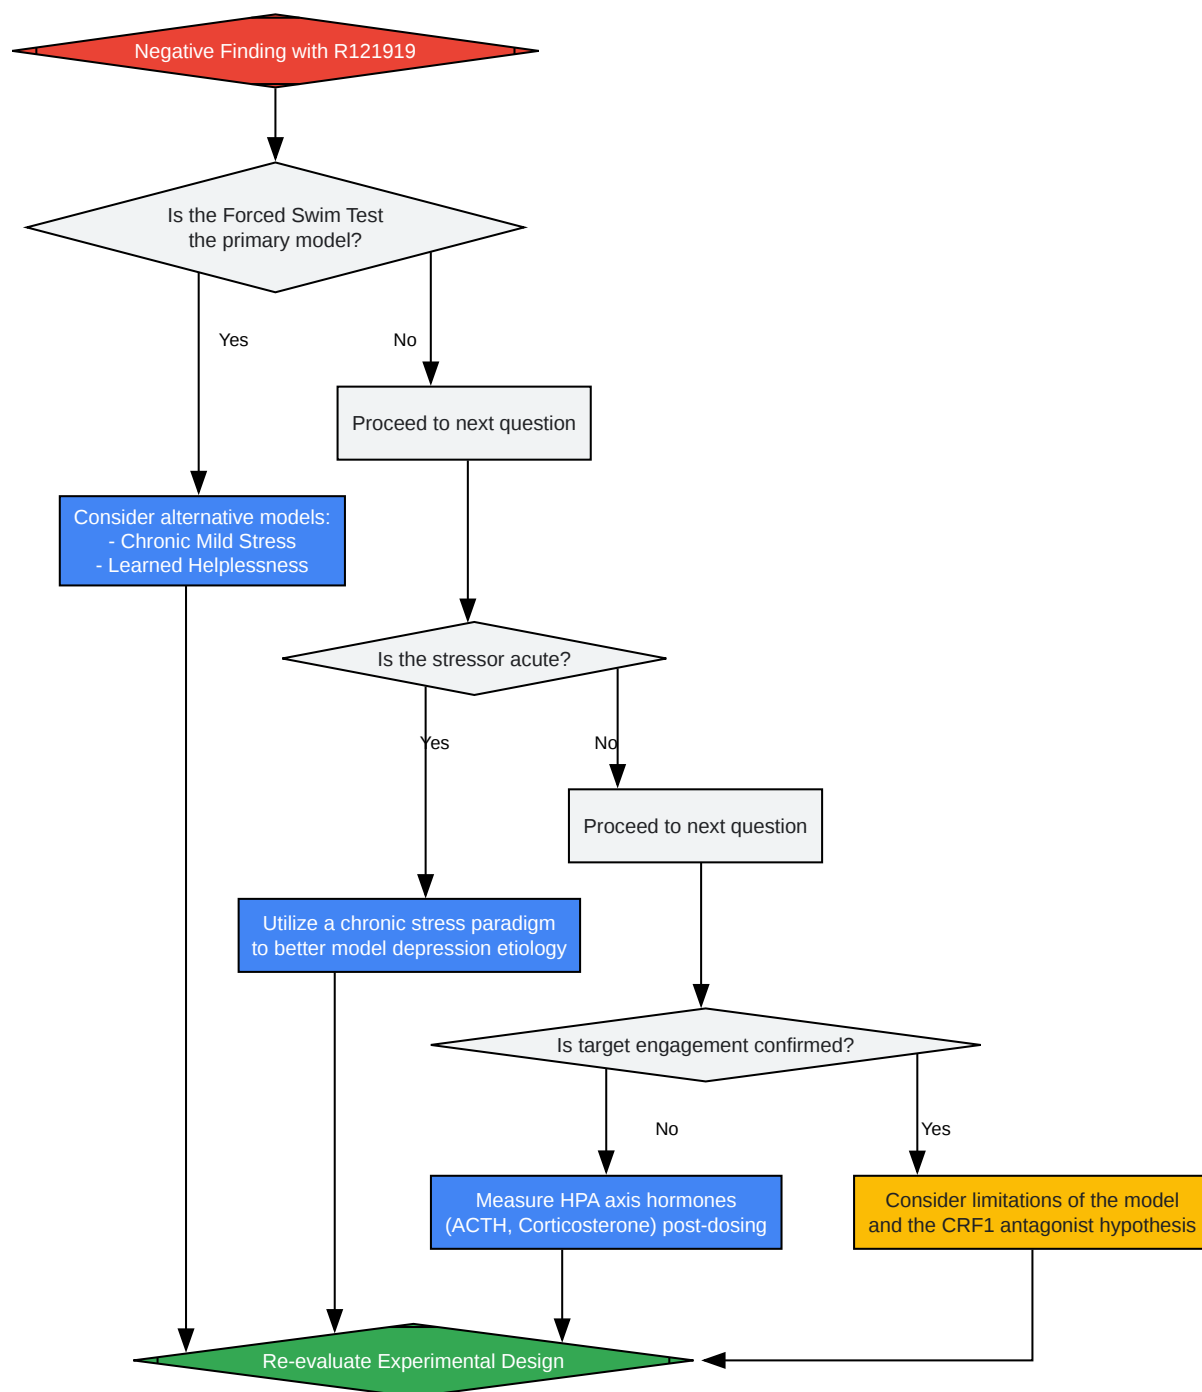 Negative Finding with R121919
Is the Forced Swim Test
the primary model?
Yes
No
Proceed to next question
Consider alternative models:
- Chronic Mild Stress
- Learned Helplessness
Is the stressor acute?
Yes
No
Proceed to next question
Utilize a chronic stress paradigm
to better model depression etiology
Is target engagement confirmed?
No
Yes
Measure HPA axis hormones
(ACTH, Corticosterone) post-dosing
Consider limitations of the model
and the CRF1 antagonist hypothesis
Re-evaluate Experimental Design